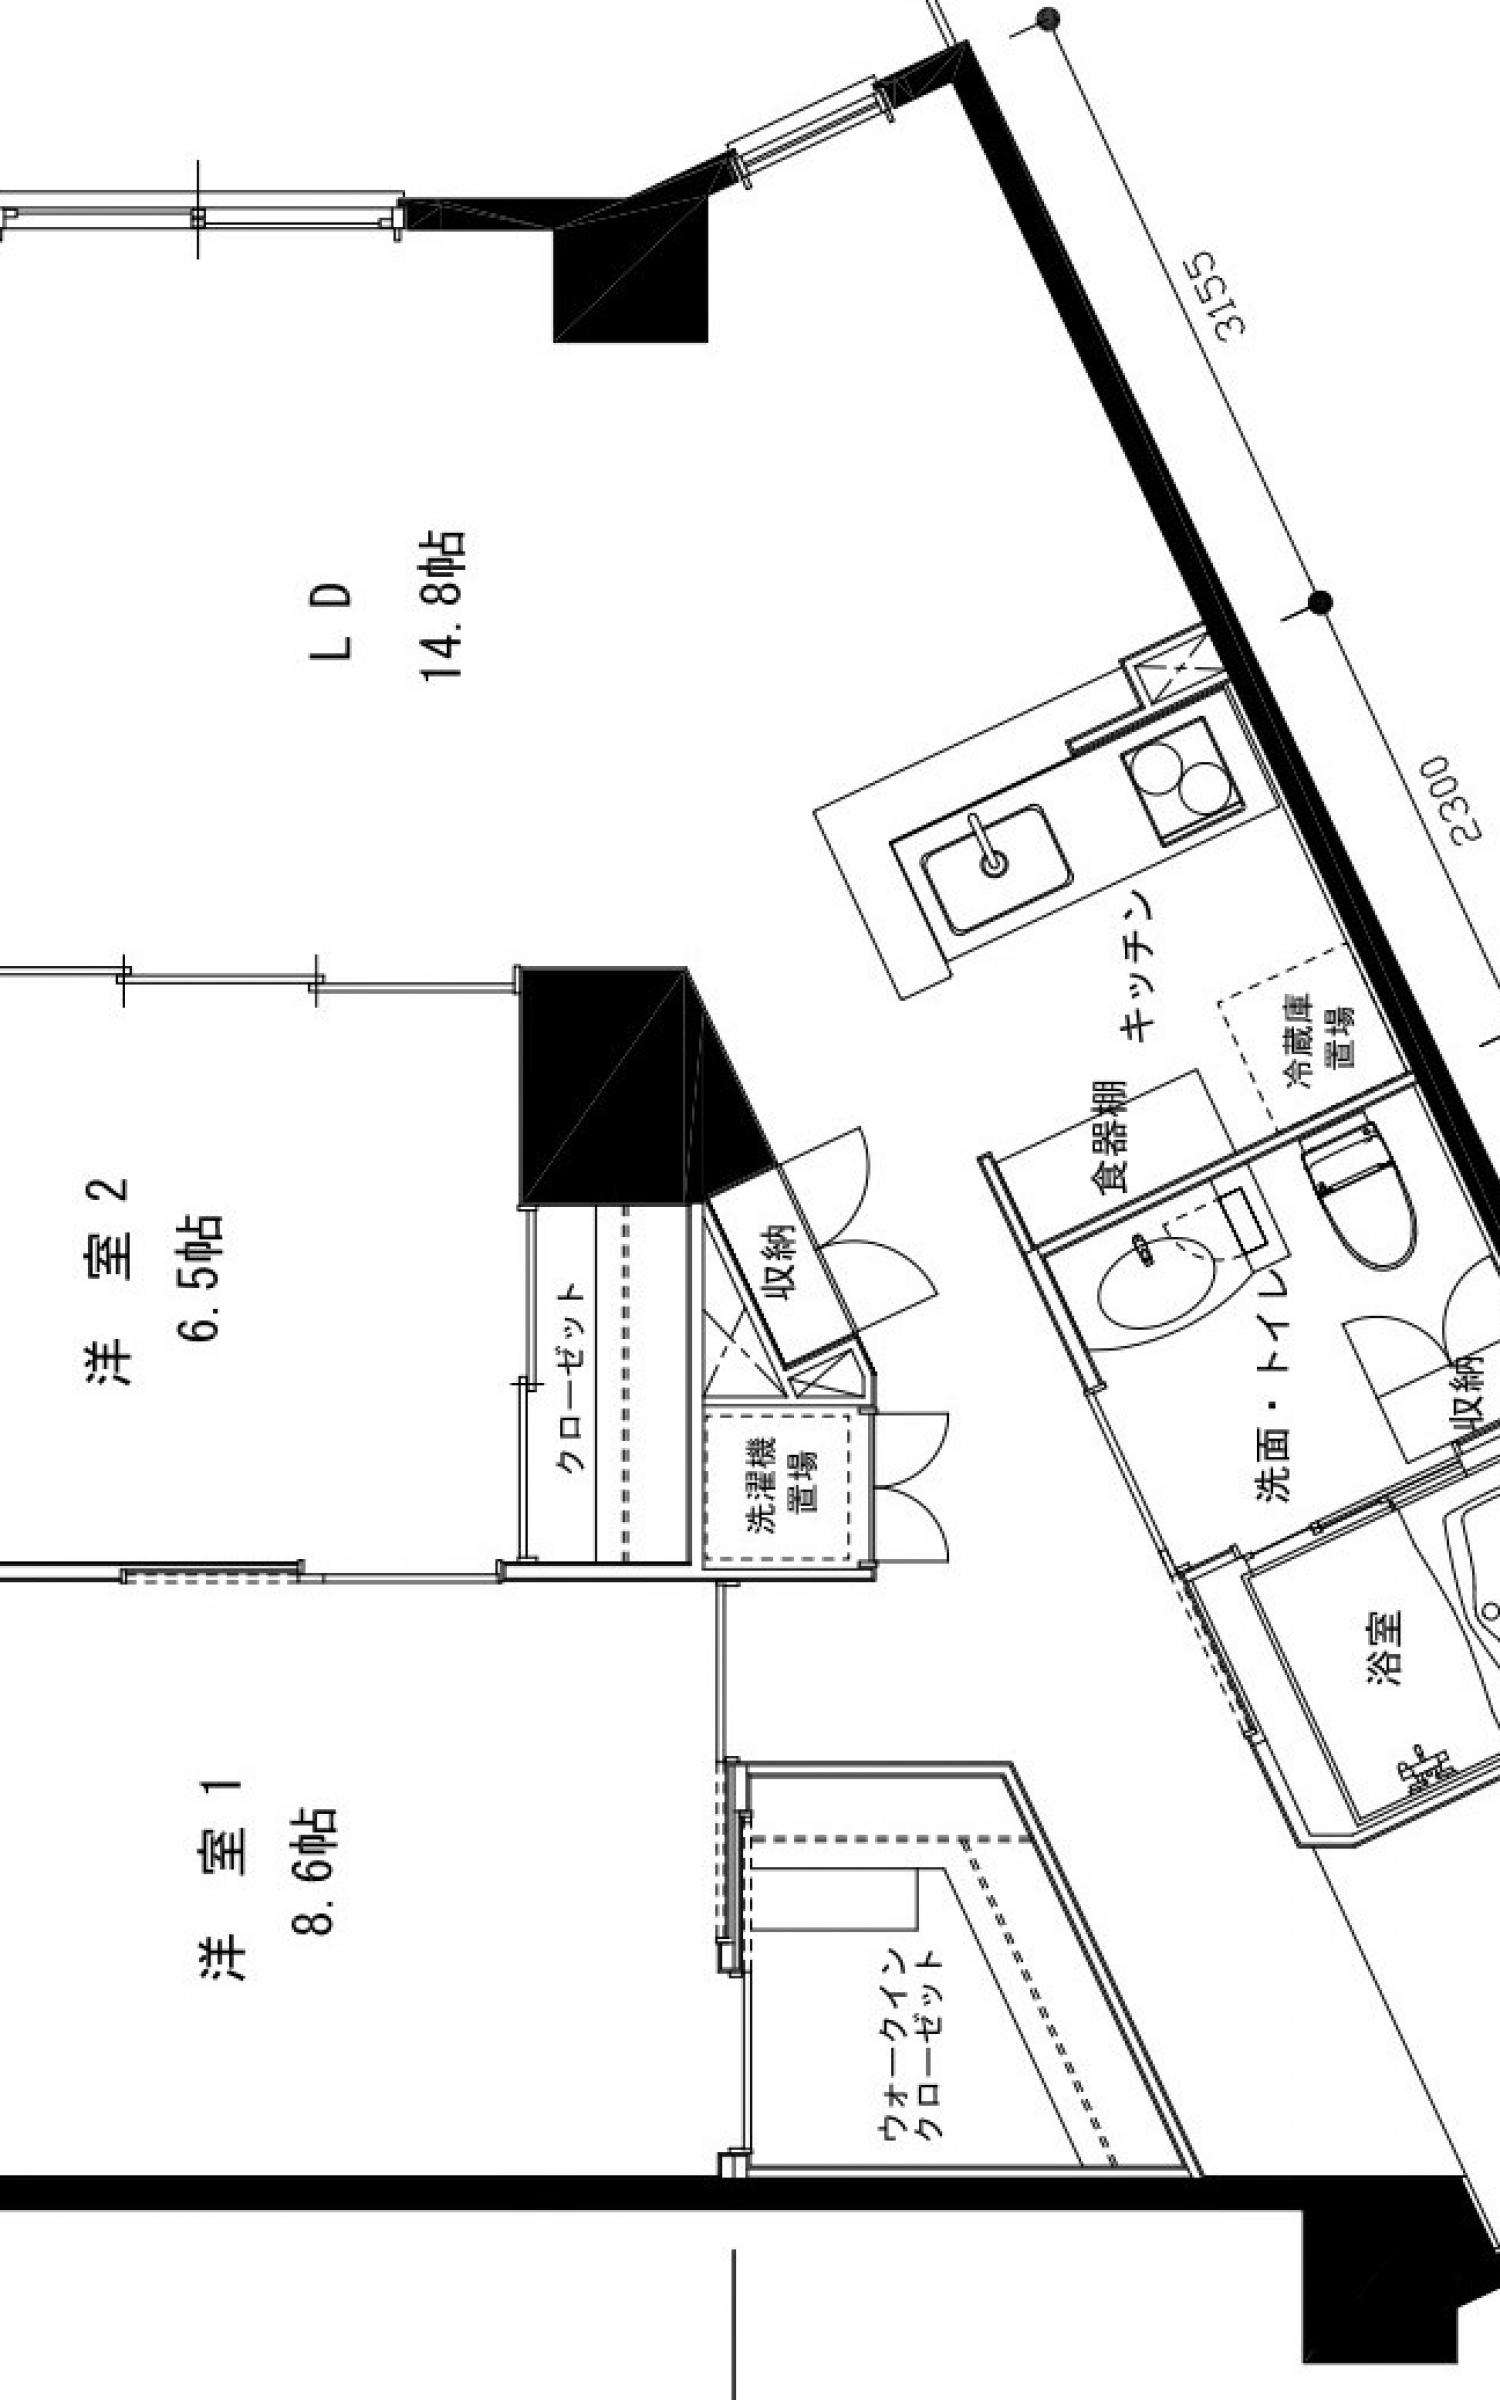 3155
ＬＤ
14.8帖
2300
キッチン
冷蔵庫
置場
食器棚
洋室2
6.5帖
クローゼット
収納
洗濯機
置場
洗面・トイレ
収納
浴室
洋室1
8.6帖
ウォークイン
クローゼット